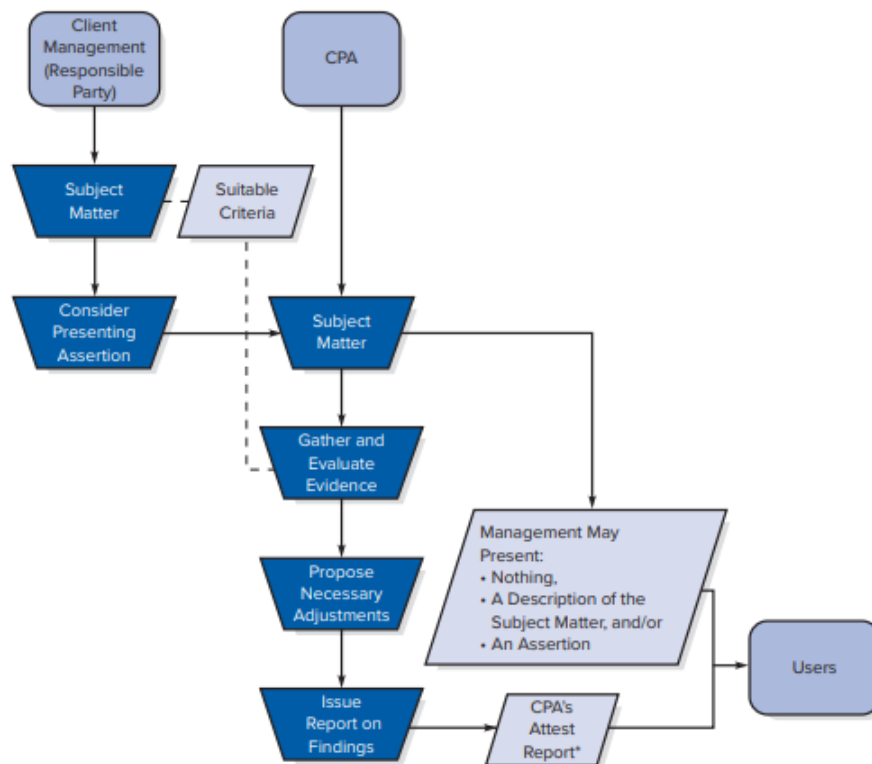 Client
Management
(Responsible
Party)
CPA
Subject
Matter
Suitable
Criteria
Consider
Presenting
Assertion
Subject
Matter
Gather and
Evaluate
Evidence
Management May
Present:
• Nothing,
• A Description of the
Subject Matter, and/or
• An Assertion
Propose
Necessary
Adjustments
Users
Issue
Report on
Findings
CPA's
Attest
Report*